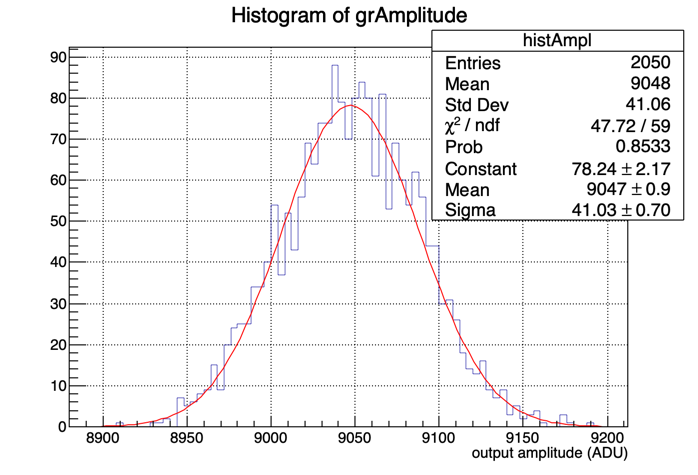 Histogram of grAmplitude
histAmpl
Entries 2050
Mean 9048
Std Dev 41.06
χ² / ndf 47.72 / 59
Prob 0.8533
Constant 78.24 ± 2.17
Mean 9047 ± 0.9
Sigma 41.03 ± 0.70
90
80
70
60
50
40
30
20
10
0
8900 8950 9000 9050 9100 9150 9200
output amplitude (ADU)